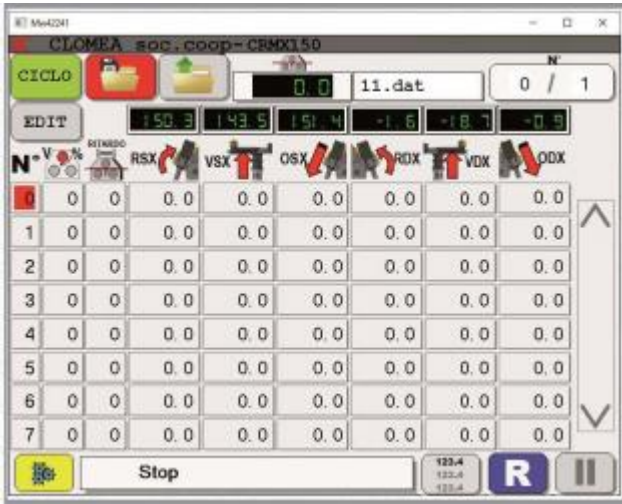 Mw42241
CLOMEA soc.coop-CRMX150
CICLO 0.0 11.dat N° 0 / 1
EDIT 150.3 143.5 151.4 -1.6 -18.7 -0.9
N° V % RITARDO RSX VSX OSX RDX VDX ODX
0 0 0 0.0 0.0 0.0 0.0 0.0 0.0
1 0 0 0.0 0.0 0.0 0.0 0.0 0.0
2 0 0 0.0 0.0 0.0 0.0 0.0 0.0
3 0 0 0.0 0.0 0.0 0.0 0.0 0.0
4 0 0 0.0 0.0 0.0 0.0 0.0 0.0
5 0 0 0.0 0.0 0.0 0.0 0.0 0.0
6 0 0 0.0 0.0 0.0 0.0 0.0 0.0
7 0 0 0.0 0.0 0.0 0.0 0.0 0.0
Stop 123.4 R
123.4
123.4